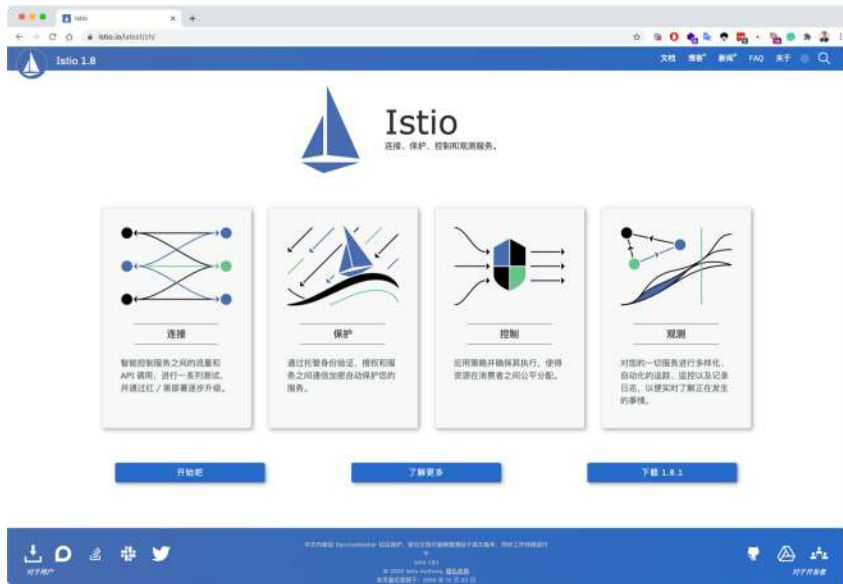 Istio
istio.io/latest/zh/
Istio 1.8
文档 博客 新闻 FAQ 关于
Istio
连接、保护、控制和观测服务。
连接
智能控制服务之间的流量和
API 调用，进行一系列测试，
并通过红/黑部署逐步升级。
保护
通过托管身份验证、授权和服
务之间通信加密自动保护您的
服务。
控制
应用策略并确保其执行，使得
资源在消费者之间公平分配。
观测
对您的一切服务进行多样化、
自动化的追踪、监控以及记录
日志，以便实时了解正在发生
的事情。
开始吧
了解更多
下载 1.8.1
对于用户
中
© 2020 Istio Authors, 隐私政策
对于开发者